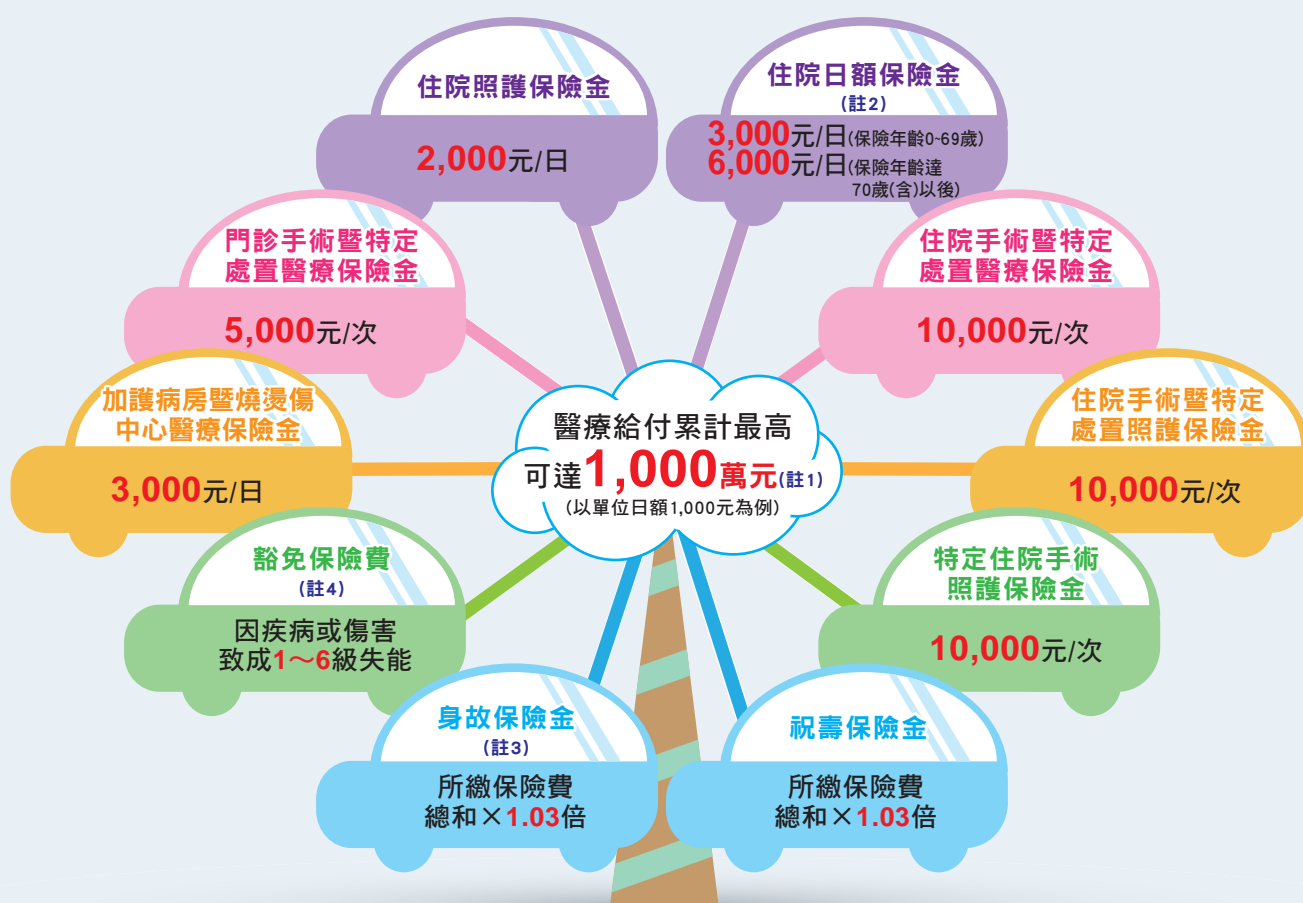 住院照護保險金
2,000元/日
住院日額保險金
(註2)
3,000元/日(保險年齡0~69歲)
6,000元/日(保險年齡達
70歲(含)以後)
門診手術暨特定
處置醫療保險金
5,000元/次
住院手術暨特定
處置醫療保險金
10,000元/次
加護病房暨燒燙傷
中心醫療保險金
3,000元/日
醫療給付累計最高
可達1,000萬元(註1)
(以單位日額1,000元為例)
住院手術暨特定
處置照護保險金
10,000元/次
豁免保險費
(註4)
因疾病或傷害
致成1～6級失能
特定住院手術
照護保險金
10,000元/次
身故保險金
(註3)
所繳保險費
總和×1.03倍
祝壽保險金
所繳保險費
總和×1.03倍